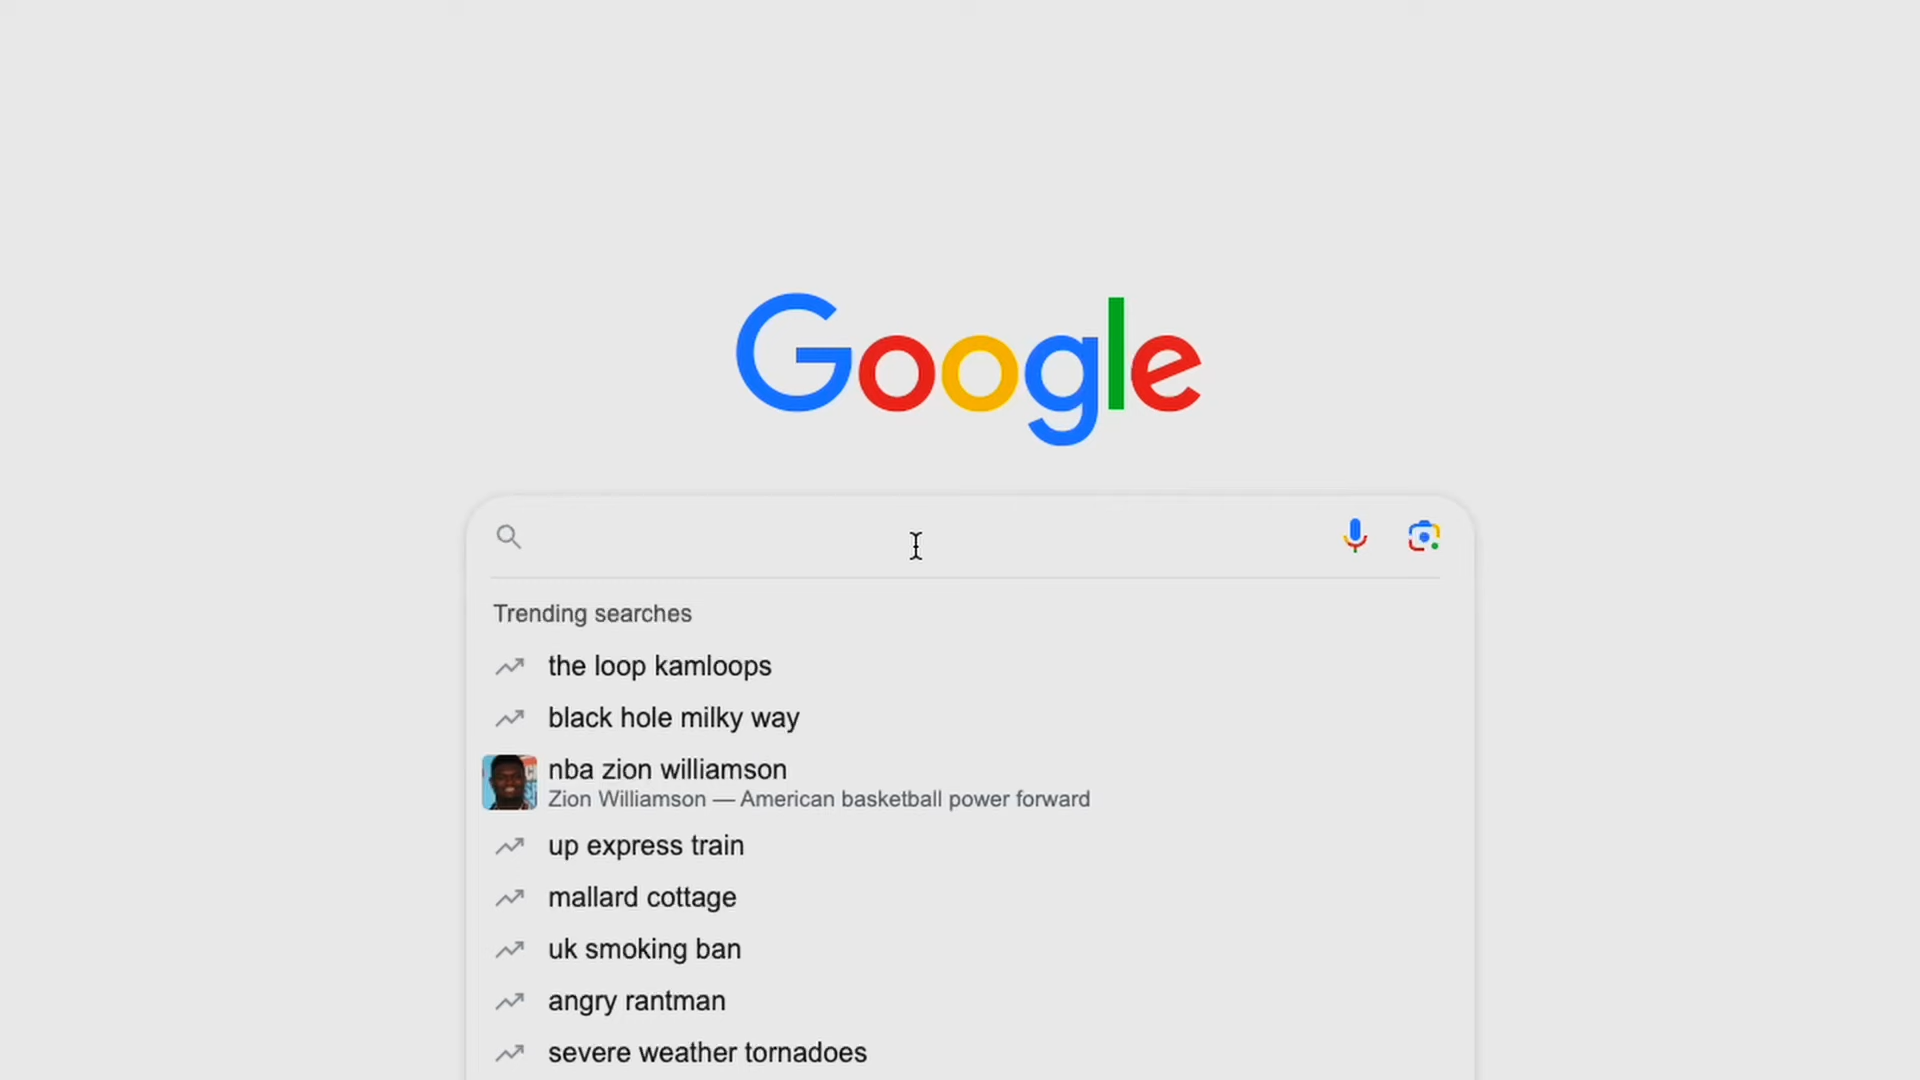 Google
Trending searches
the loop kamloops
black hole milky way
nba zion williamson
Zion Williamson — American basketball power forward
up express train
mallard cottage
uk smoking ban
angry rantman
severe weather tornadoes